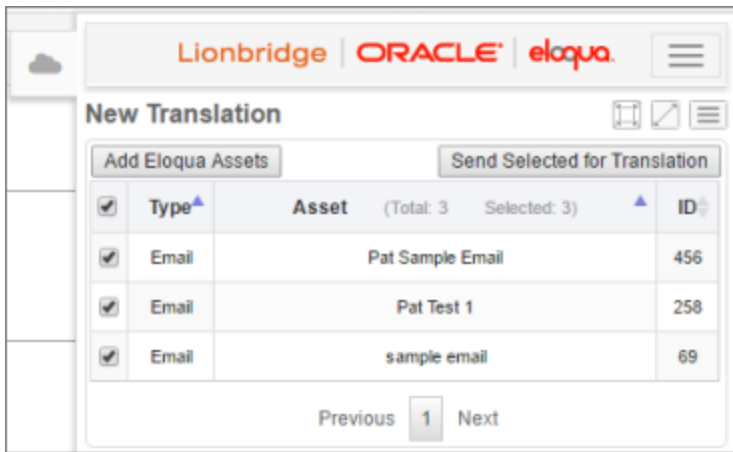 Lionbridge | ORACLE | eloqua.
New Translation
Add Eloqua Assets Send Selected for Translation
Type Asset (Total: 3 Selected: 3) ID
Email Pat Sample Email 456
Email Pat Test 1 258
Email sample email 69
Previous 1 Next